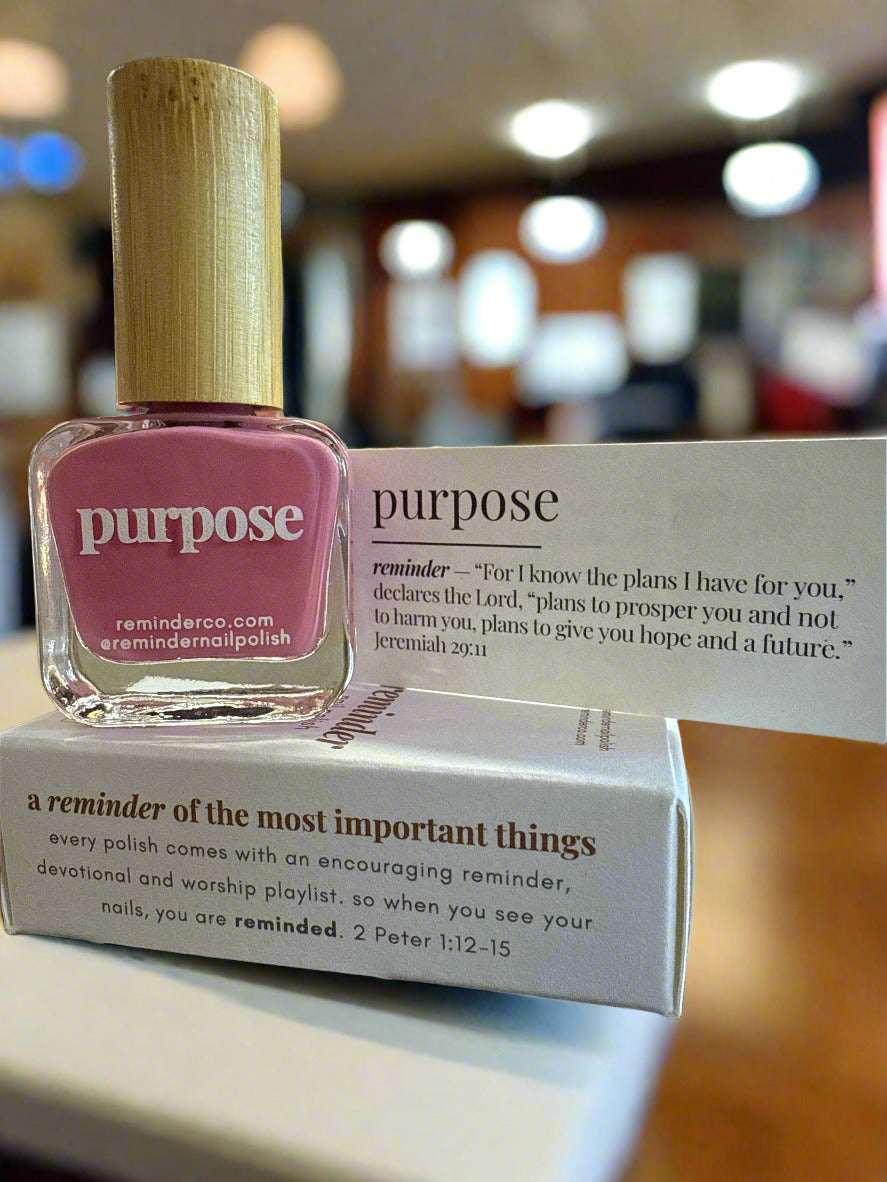 purpose
reminderco.com
@remindernailpolish
purpose
reminder – “For I know the plans I have for you,”
declares the Lord, “plans to prosper you and not
to harm you, plans to give you hope and a future.”
Jeremiah 29:11
reminder
reminderco.com
a reminder of the most important things
every polish comes with an encouraging reminder,
devotional and worship playlist. so when you see your
nails, you are reminded. 2 Peter 1:12-15